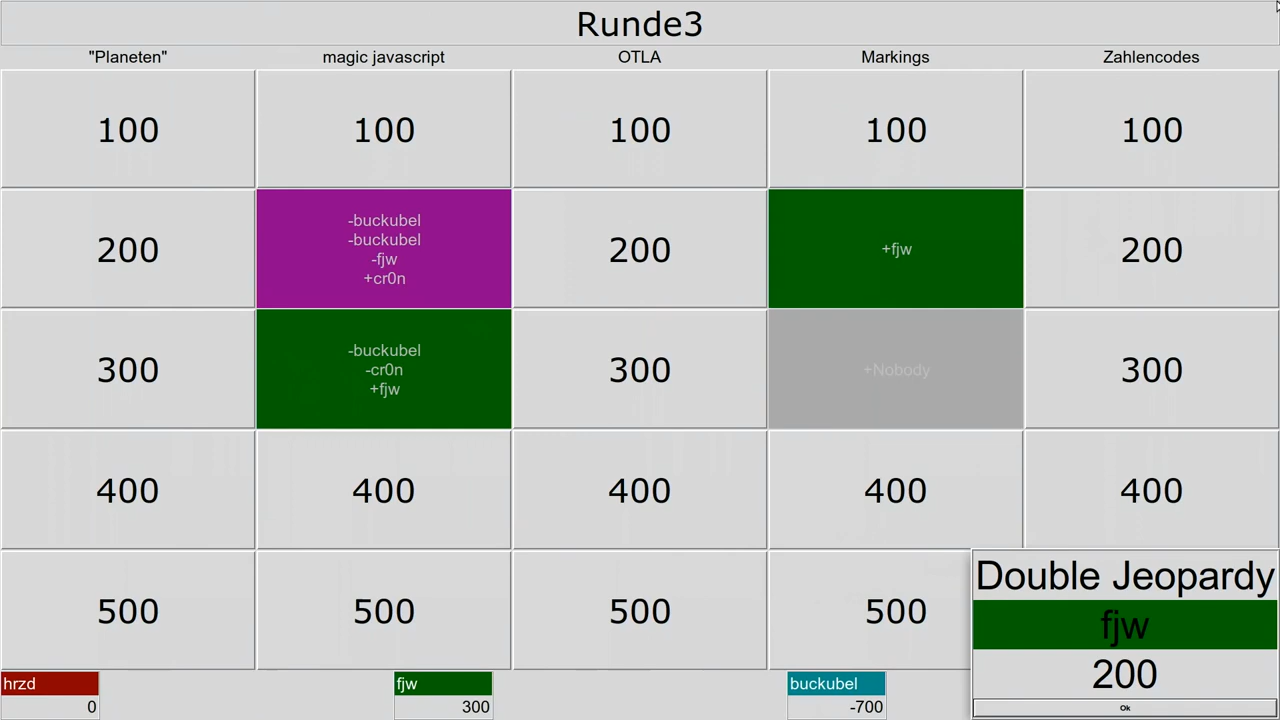 Runde3
"Planeten" magic javascript OTLA Markings Zahlencodes
100 100 100 100 100
200
-buckubel
-buckubel
-fjw
+cr0n
200
+fjw
200
300
-buckubel
-cr0n
+fjw
300
+Nobody
300
400 400 400 400 400
500 500 500 500
Double Jeopardy
fjw
200
Ok
hrzd
0
fjw
300
buckubel
-700